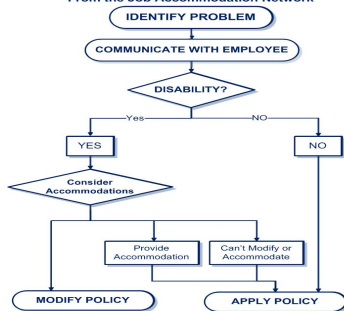 From the Job Accommodation Network
IDENTIFY PROBLEM
COMMUNICATE WITH EMPLOYEE
DISABILITY?
Yes
NO
YES
NO
Consider
Accommodations
Provide
Accommodation
Can't Modify or
Accommodate
MODIFY POLICY
APPLY POLICY